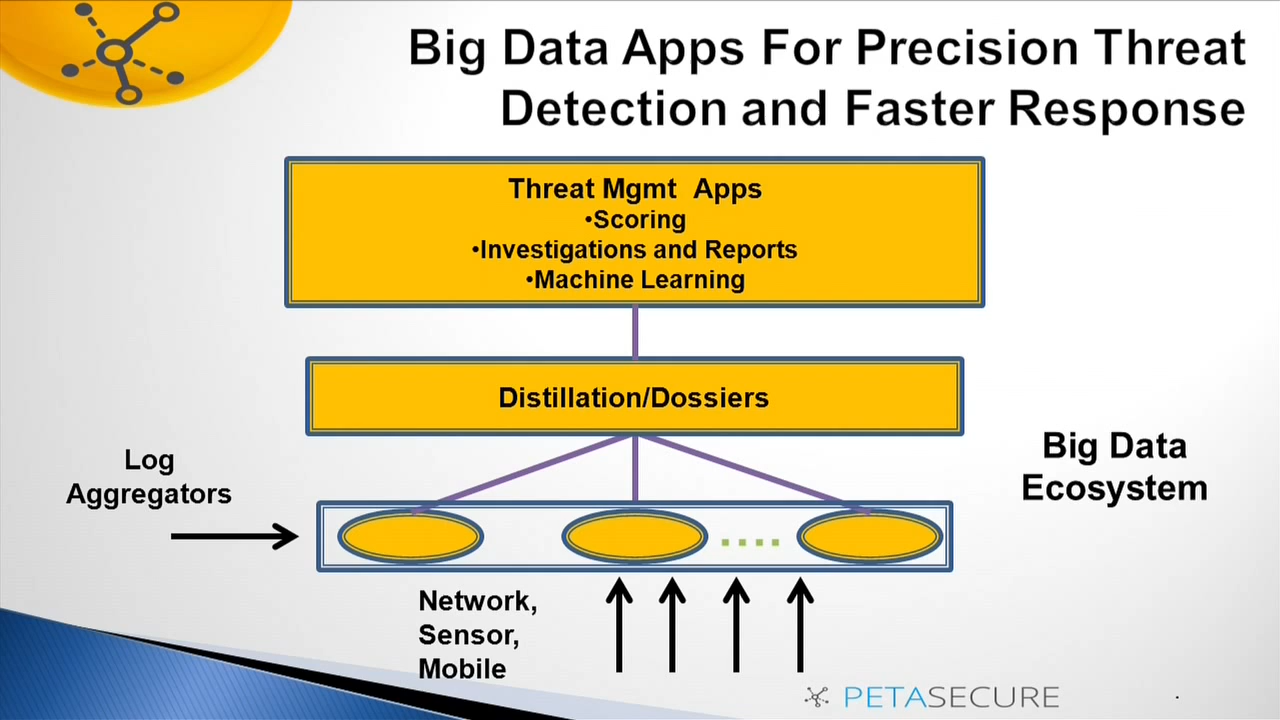 Big Data Apps For Precision Threat
Detection and Faster Response
Threat Mgmt Apps
•Scoring
•Investigations and Reports
•Machine Learning
Distillation/Dossiers
Log
Aggregators
Big Data
Ecosystem
Network,
Sensor,
Mobile
PETASECURE